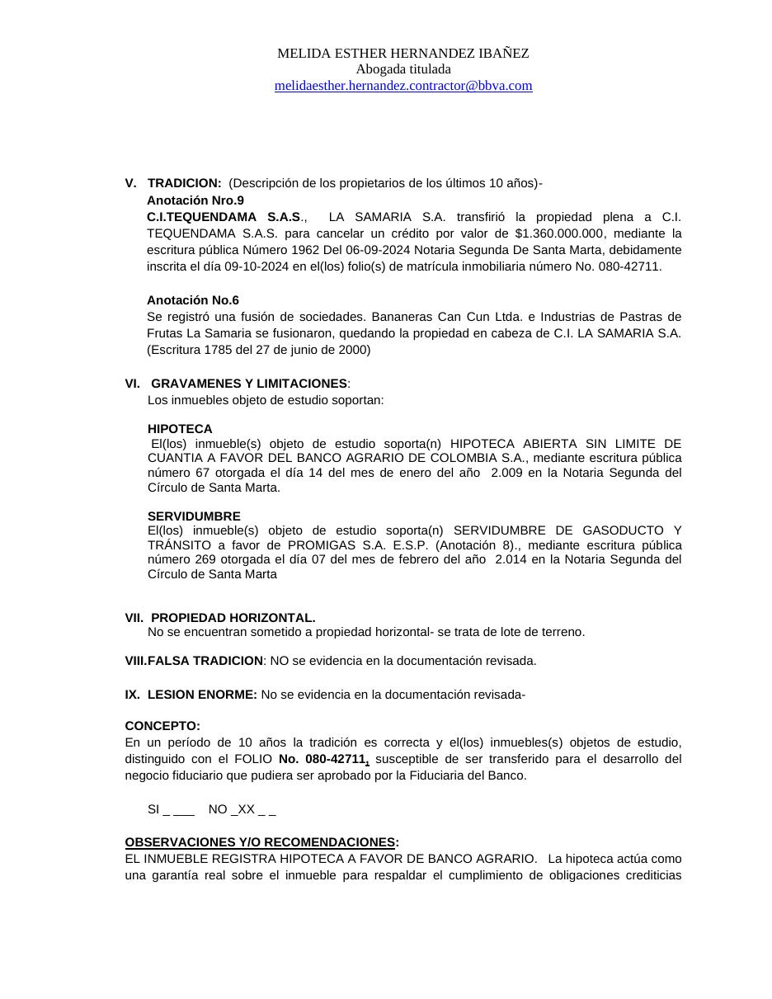 MELIDA ESTHER HERNANDEZ IBAÑEZ
Abogada titulada
melidaesther.hernandez.contractor@bbva.com
V. TRADICION: (Descripción de los propietarios de los últimos 10 años)-
Anotación Nro.9
C.I.TEQUENDAMA S.A.S., LA SAMARIA S.A. transfirió la propiedad plena a C.I.
TEQUENDAMA S.A.S. para cancelar un crédito por valor de $1.360.000.000, mediante la
escritura pública Número 1962 Del 06-09-2024 Notaria Segunda De Santa Marta, debidamente
inscrita el día 09-10-2024 en el(los) folio(s) de matrícula inmobiliaria número No. 080-42711.
Anotación No.6
Se registró una fusión de sociedades. Bananeras Can Cun Ltda. e Industrias de Pastras de
Frutas La Samaria se fusionaron, quedando la propiedad en cabeza de C.I. LA SAMARIA S.A.
(Escritura 1785 del 27 de junio de 2000)
VI. GRAVAMENES Y LIMITACIONES:
Los inmuebles objeto de estudio soportan:
HIPOTECA
El(los) inmueble(s) objeto de estudio soporta(n) HIPOTECA ABIERTA SIN LIMITE DE
CUANTIA A FAVOR DEL BANCO AGRARIO DE COLOMBIA S.A., mediante escritura pública
número 67 otorgada el día 14 del mes de enero del año 2.009 en la Notaria Segunda del
Círculo de Santa Marta.
SERVIDUMBRE
El(los) inmueble(s) objeto de estudio soporta(n) SERVIDUMBRE DE GASODUCTO Y
TRÁNSITO a favor de PROMIGAS S.A. E.S.P. (Anotación 8)., mediante escritura pública
número 269 otorgada el día 07 del mes de febrero del año 2.014 en la Notaria Segunda del
Círculo de Santa Marta
VII. PROPIEDAD HORIZONTAL.
No se encuentran sometido a propiedad horizontal- se trata de lote de terreno.
VIII.FALSA TRADICION: NO se evidencia en la documentación revisada.
IX. LESION ENORME: No se evidencia en la documentación revisada-
CONCEPTO:
En un período de 10 años la tradición es correcta y el(los) inmuebles(s) objetos de estudio,
distinguido con el FOLIO No. 080-42711, susceptible de ser transferido para el desarrollo del
negocio fiduciario que pudiera ser aprobado por la Fiduciaria del Banco.
SI _ ___ NO _XX _ _
OBSERVACIONES Y/O RECOMENDACIONES:
EL INMUEBLE REGISTRA HIPOTECA A FAVOR DE BANCO AGRARIO. La hipoteca actúa como
una garantía real sobre el inmueble para respaldar el cumplimiento de obligaciones crediticias